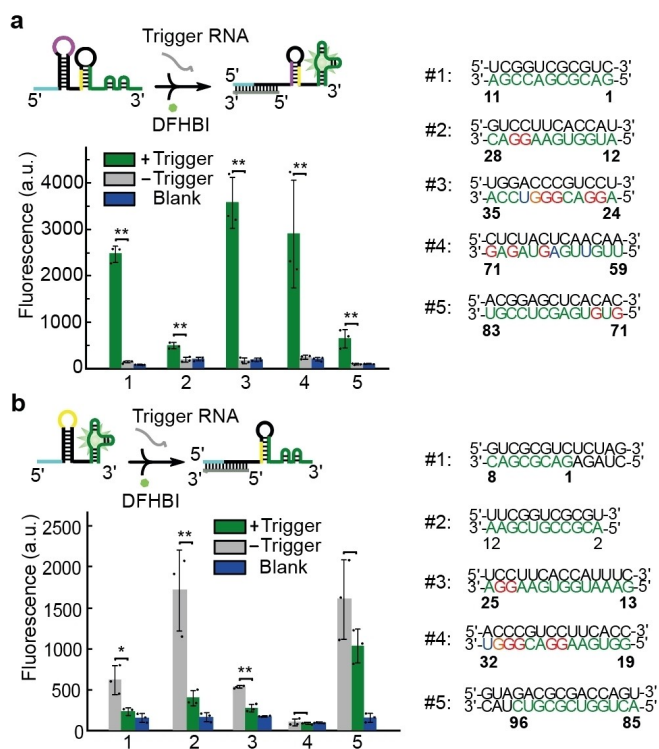 a
Trigger RNA
5'
3'
DFHBI
5'
3'
+Trigger
−Trigger
Blank
Fluorescence (a.u.)
4000
3000
2000
1000
0
**
**
**
**
**
1 2 3 4 5
#1:
5'-UCGGUCGCGUC-3'
3'-AGCCAGCGCAG-5'
11 1
#2:
5'-GUCCUUCACCAU-3'
3'-CAGGAAGUGGUA-5'
28 12
#3:
5'-UGGACCCGUCCU-3'
3'-ACCUGGGCAGGA-5'
35 24
#4:
5'-CUCUACUCAACAA-3'
3'-GAGAUGAGUUGUU-5'
71 59
#5:
5'-ACGGAGCUCACAC-3'
3'-UGCCUCGAGUGUG-5'
83 71
b
Trigger RNA
5'
3'
DFHBI
5'
3'
+Trigger
−Trigger
Blank
Fluorescence (a.u.)
2500
2000
1500
1000
500
0
*
**
**
1 2 3 4 5
#1:
5'-GUCGCGUCUCUAG-3'
3'-CAGCGCAGAGAUC-5'
8 1
#2:
5'-UUCGGUCGCGU-3'
3'-AAGCUGCCGCA-5'
12 2
#3:
5'-UCCUUCACCAUUUC-3'
3'-AGGAAGUGGUAAAG-5'
25 13
#4:
5'-ACCCGUCCUUCACC-3'
3'-UGGGCAGGAAGUGG-5'
32 19
#5:
5'-GUAGACGCGACCAGU-3'
3'-CAUCUGCGCUGGUCA-5'
96 85